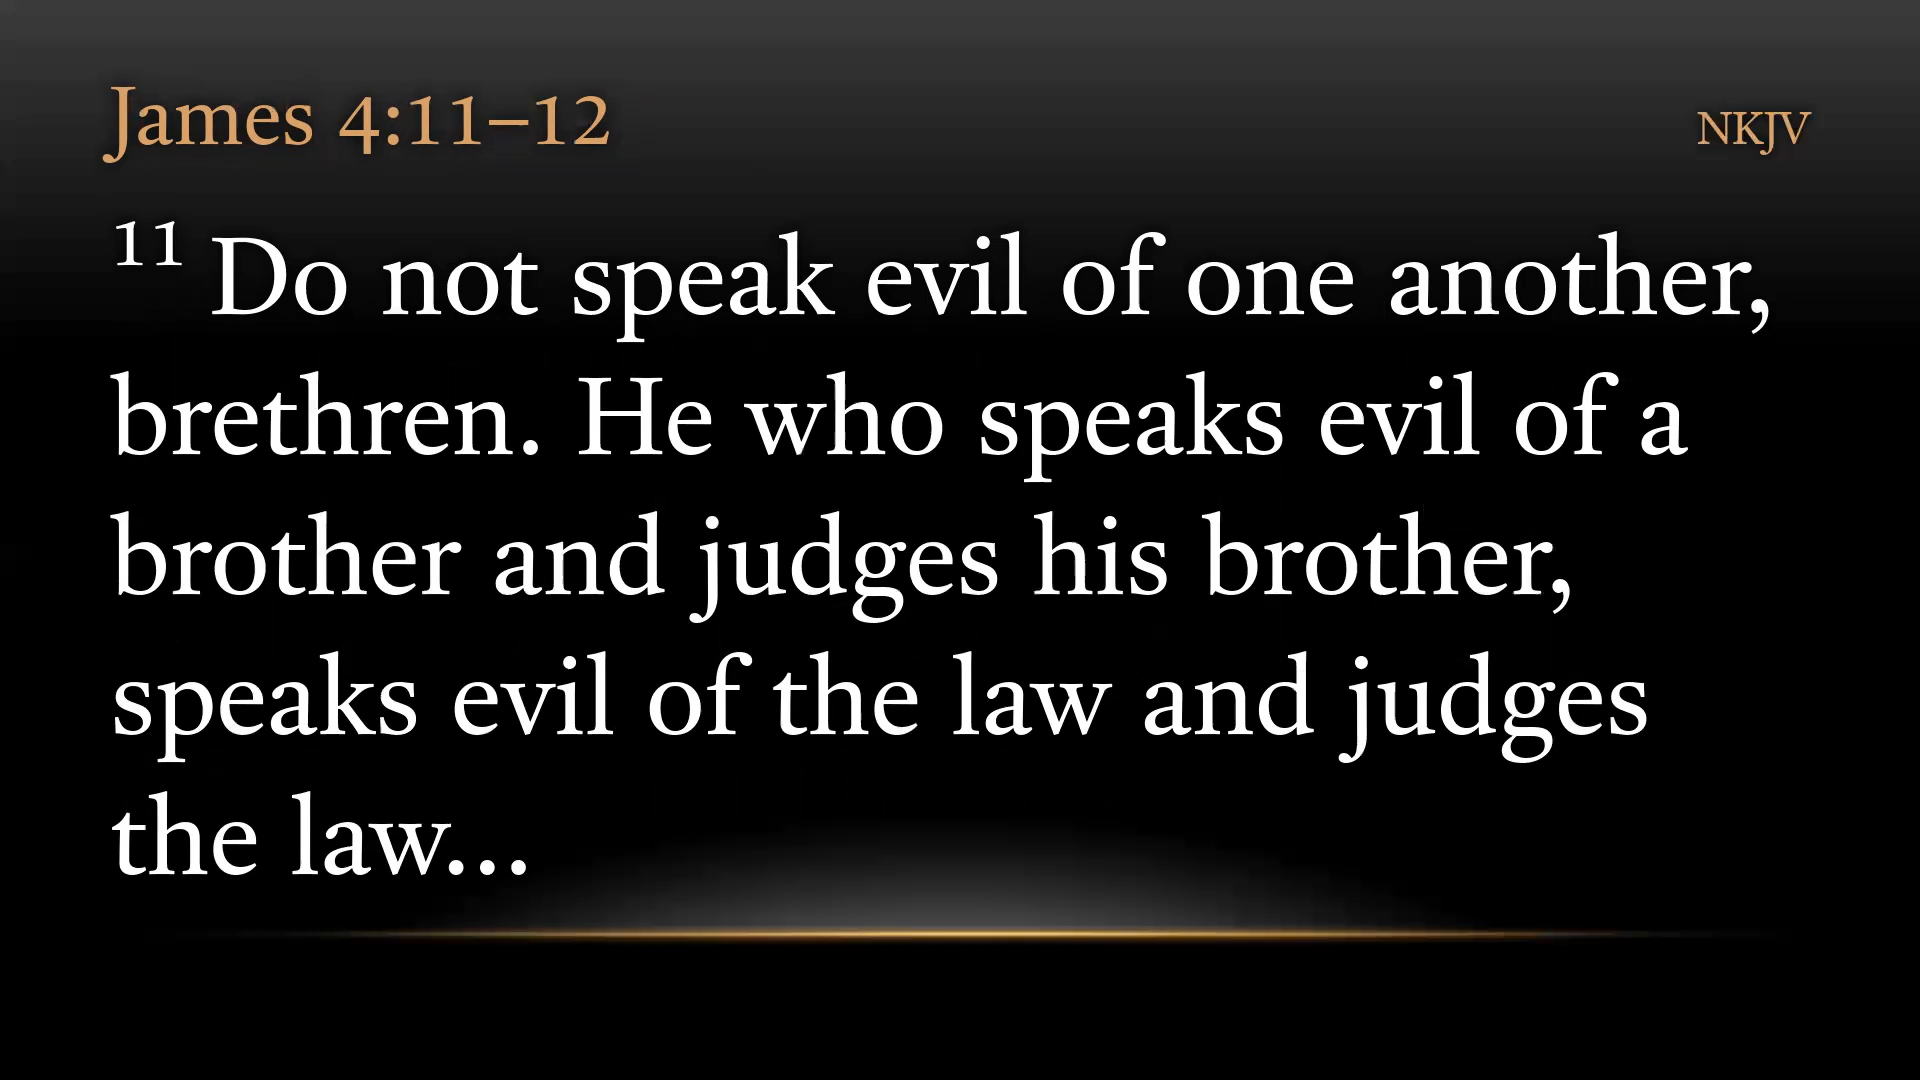 James 4:11–12
NKJV
11 Do not speak evil of one another,
brethren. He who speaks evil of a
brother and judges his brother,
speaks evil of the law and judges
the law...